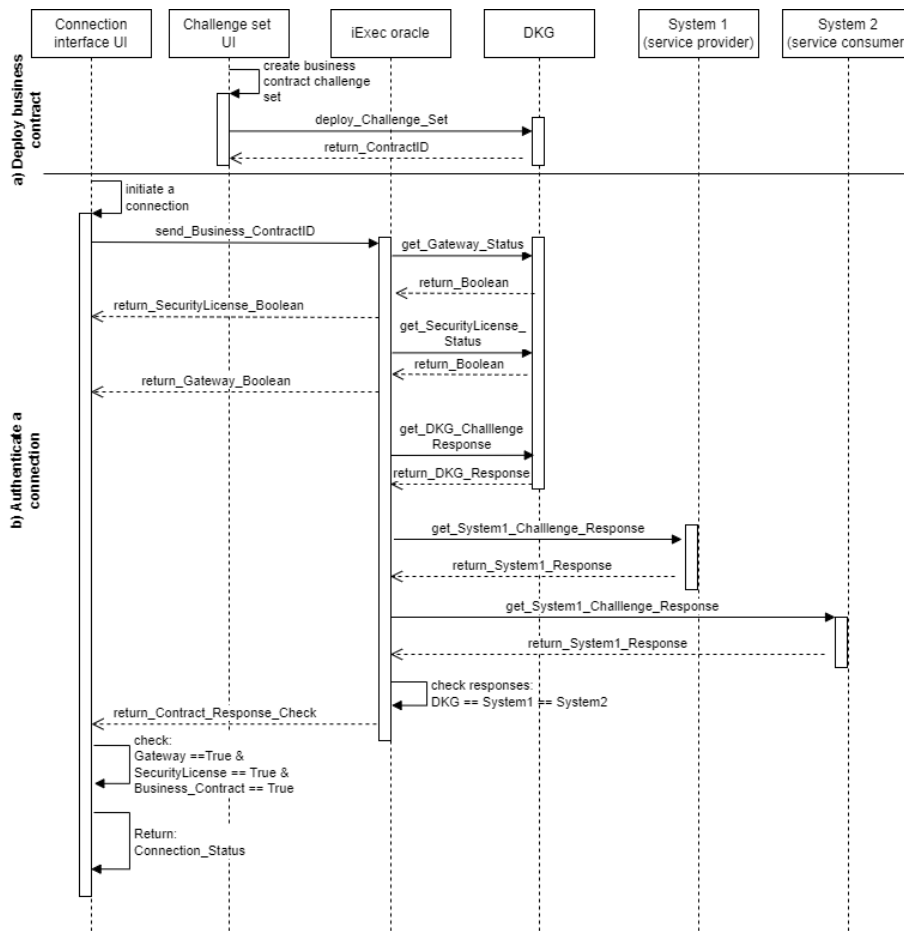 Connection
interface UI
Challenge set
UI
iExec oracle
DKG
System 1
(service provider)
System 2
(service consumer
a) Deploy business
contract
create business
contract challenge
set
deploy_Challenge_Set
return_ContractID
b) Authenticate a
connection
initiate a
connection
send_Business_ContractID
get_Gateway_Status
return_Boolean
return_SecurityLicense_Boolean
get_SecurityLicense_
Status
return_Boolean
return_Gateway_Boolean
get_DKG_Challlenge
Response
return_DKG_Response
get_System1_Challlenge_Response
return_System1_Response
get_System1_Challlenge_Response
return_System1_Response
check responses:
DKG == System1 == System2
return_Contract_Response_Check
check:
Gateway ==True &
SecurityLicense == True &
Business_Contract == True
Return:
Connection_Status